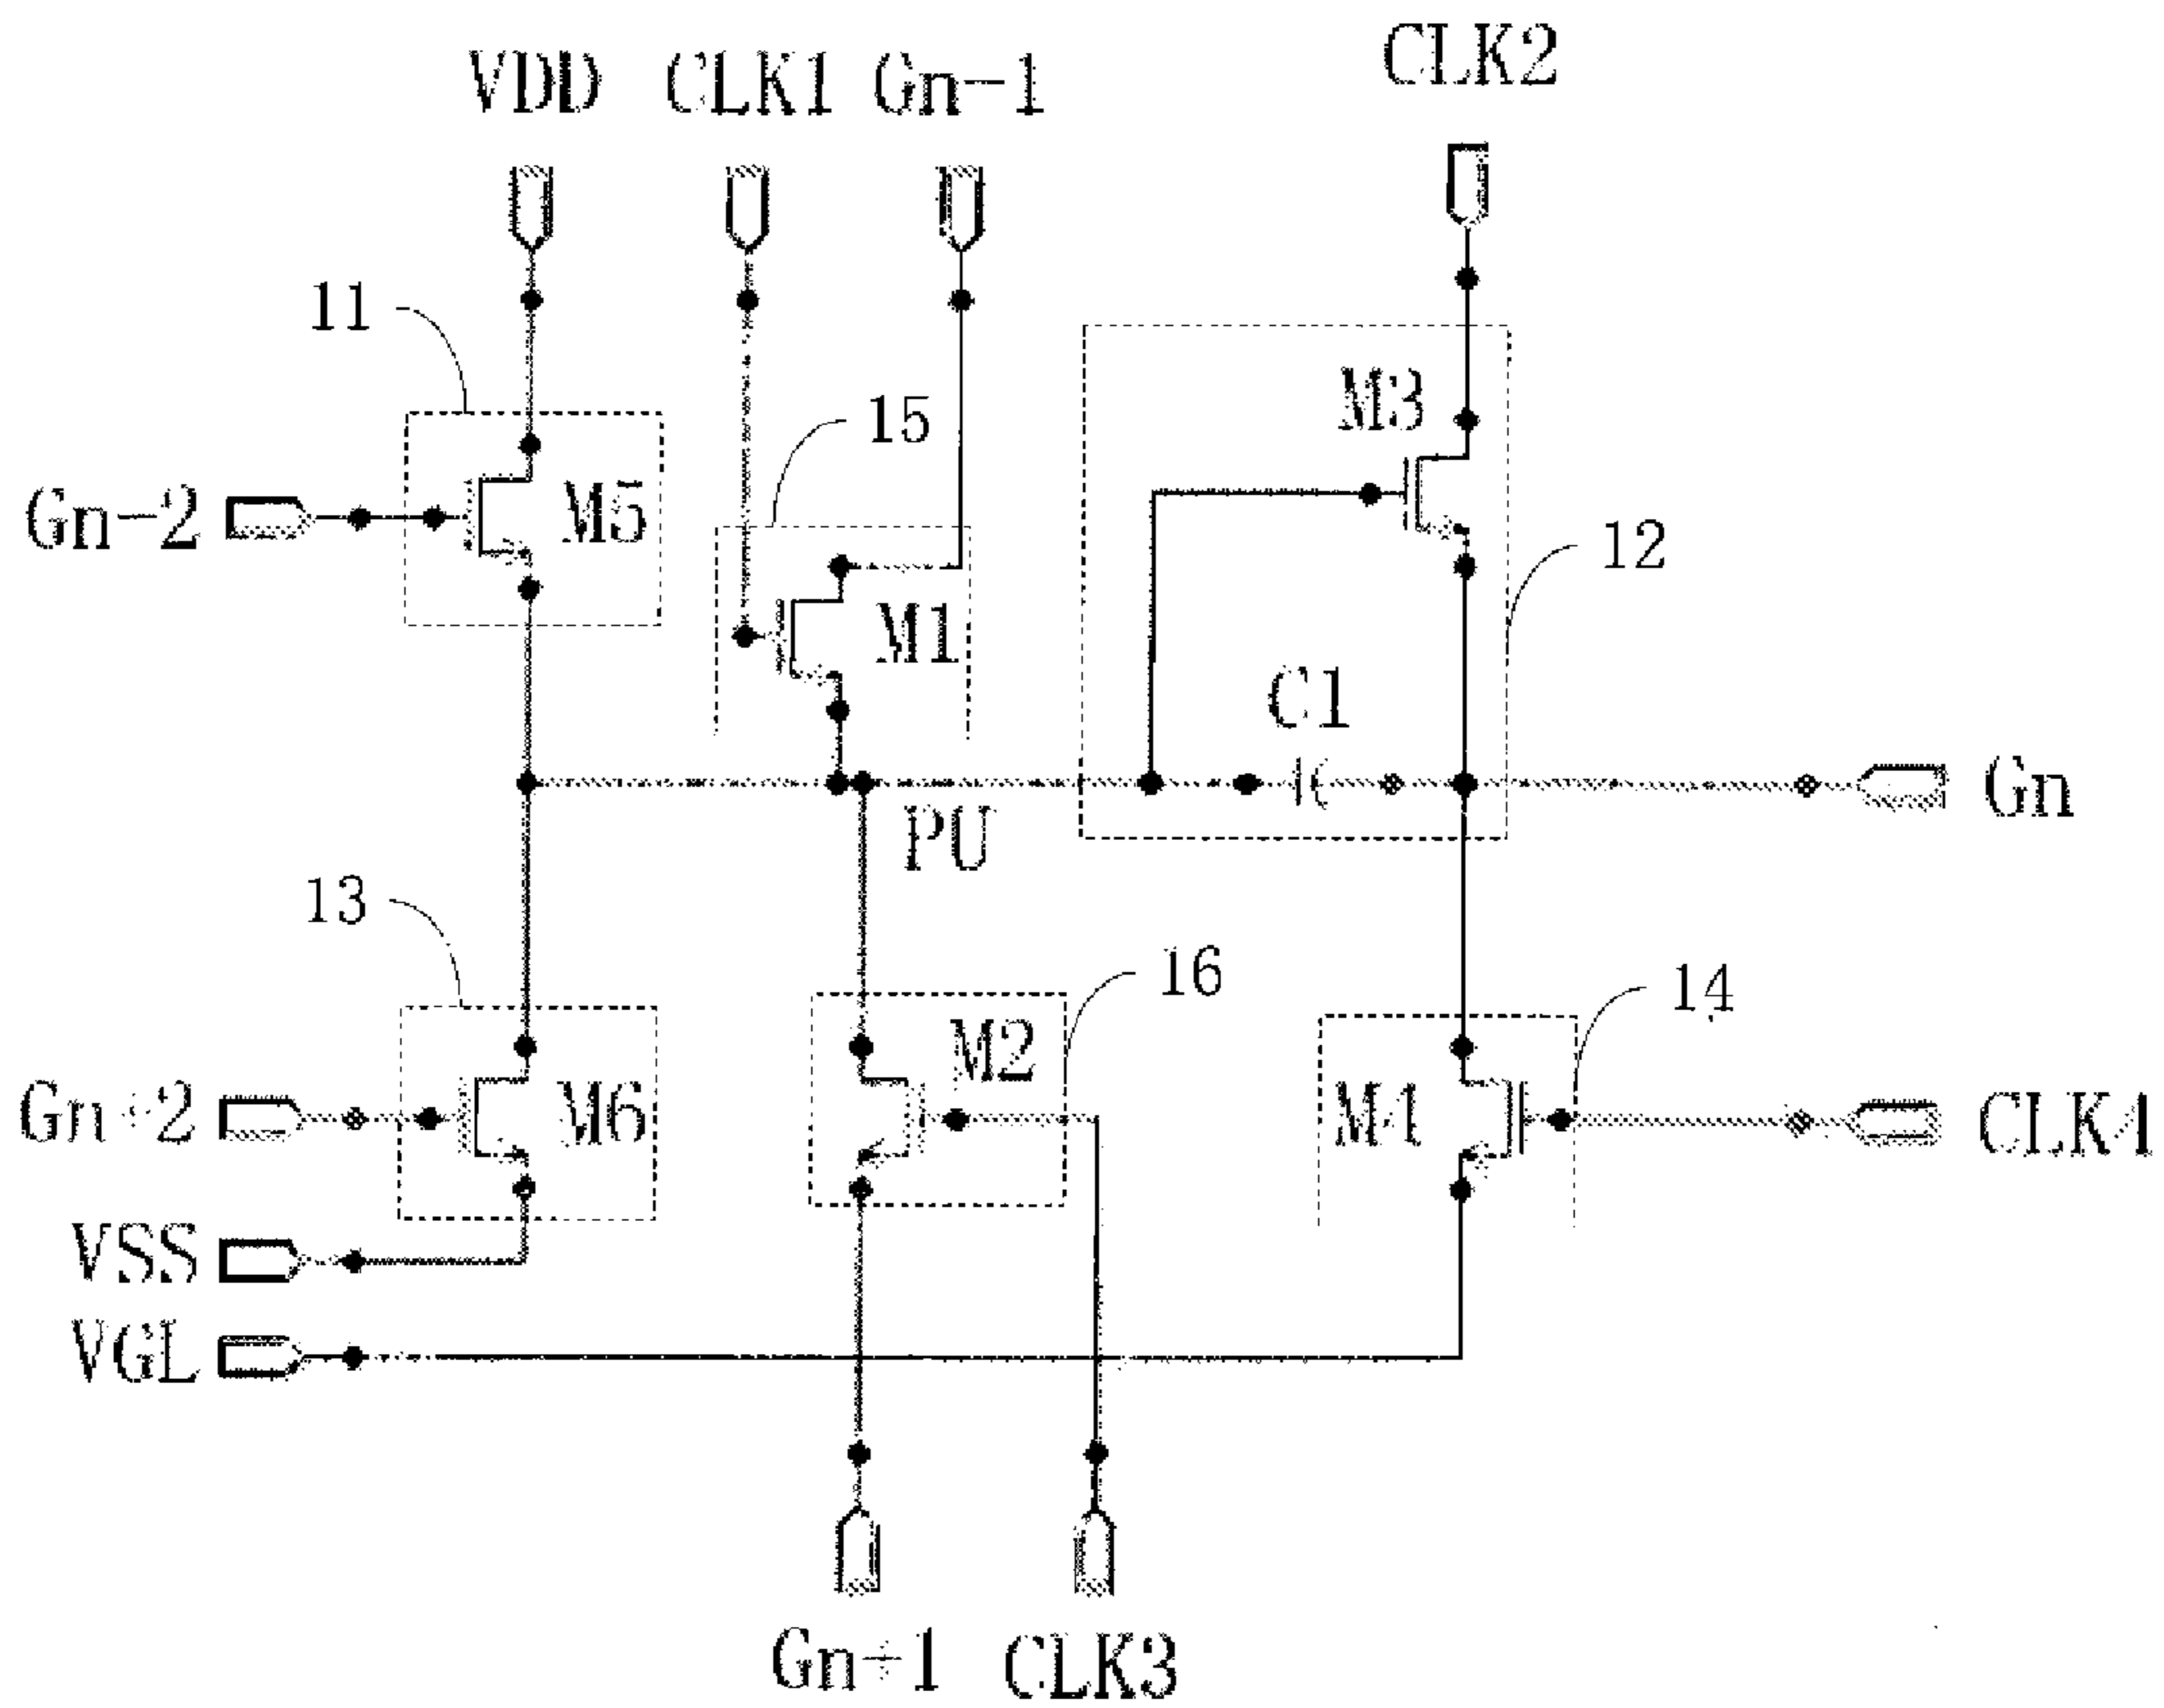 VDD CLK1 Gn-1 CLK2
11
M3
15
Gn-2 M5
12
M1
C1
Gn
PU
13
16
14
M2
Gn+2 M6 M4 CLK4
VSS
VGL
Gn+1 CLK3